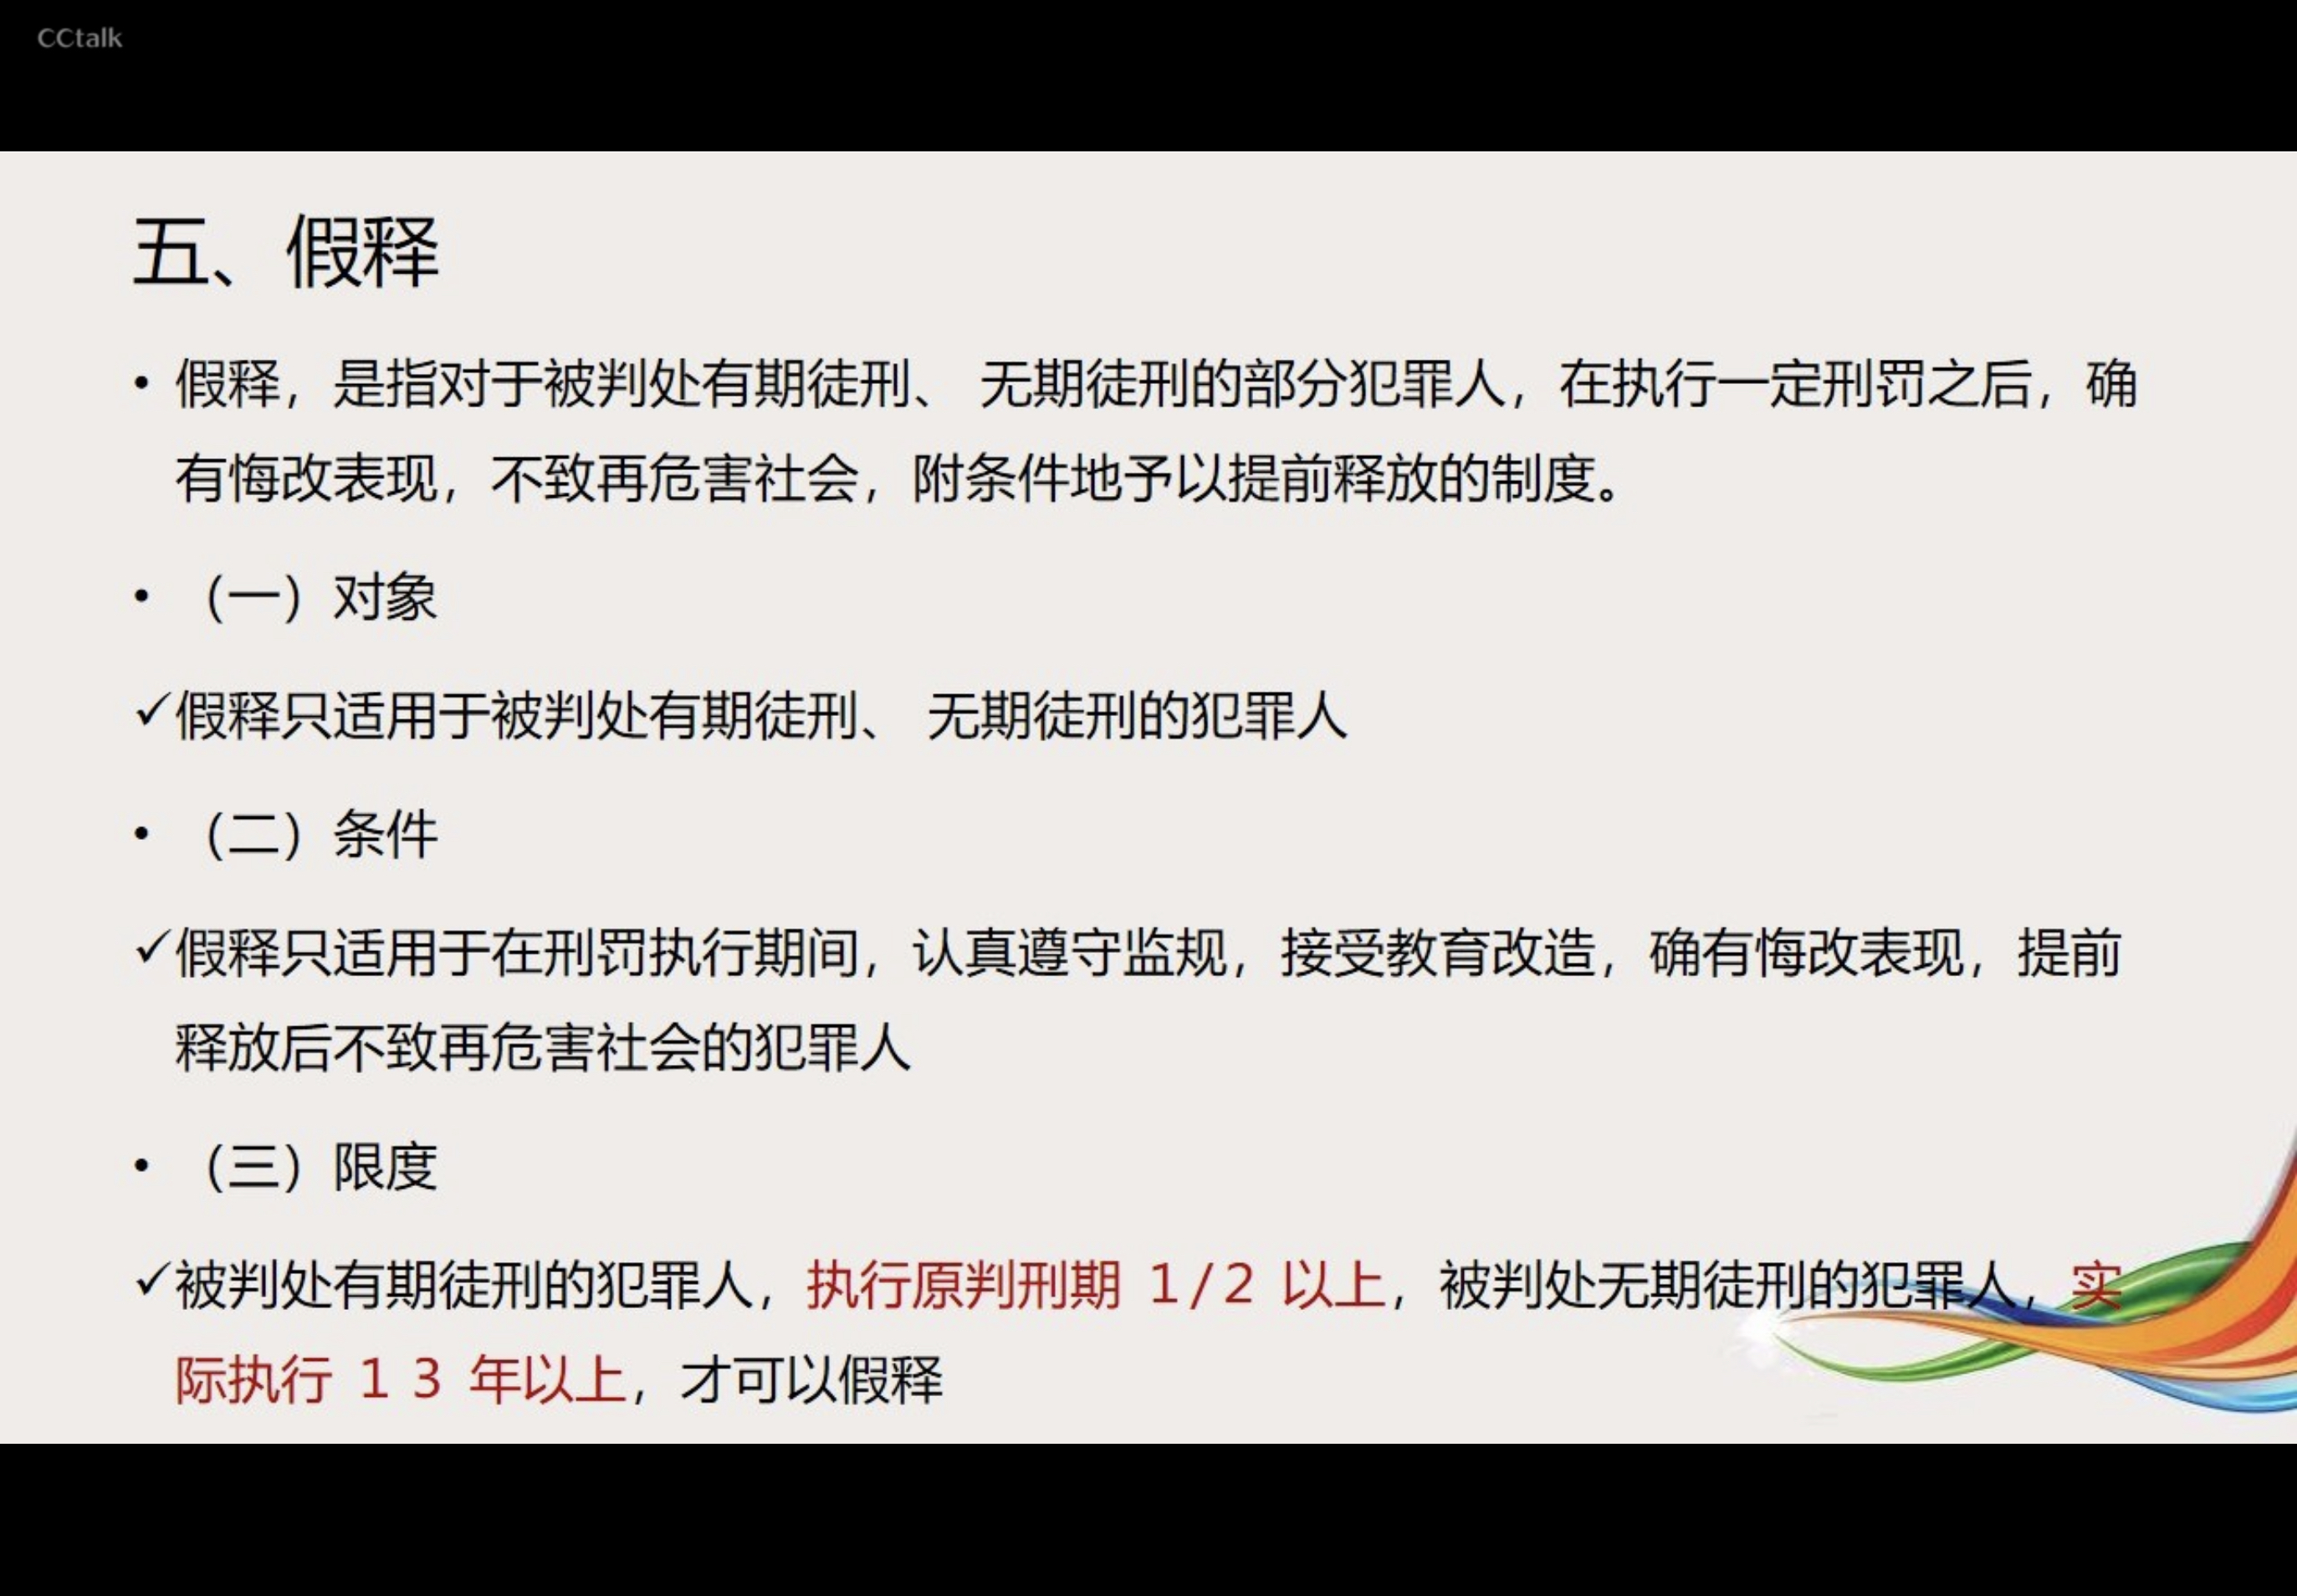 CCtalk
五、假释
• 假释，是指对于被判处有期徒刑、 无期徒刑的部分犯罪人，在执行一定刑罚之后，确
有悔改表现，不致再危害社会，附条件地予以提前释放的制度。
• （一）对象
✓假释只适用于被判处有期徒刑、 无期徒刑的犯罪人
• （二）条件
✓假释只适用于在刑罚执行期间，认真遵守监规，接受教育改造，确有悔改表现，提前
释放后不致再危害社会的犯罪人
• （三）限度
✓被判处有期徒刑的犯罪人，执行原判刑期 1/2 以上，被判处无期徒刑的犯罪人，实
际执行 13 年以上，才可以假释